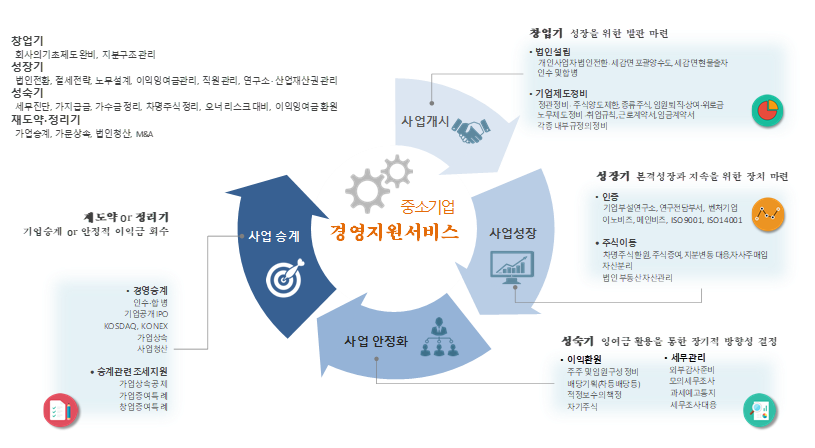 창업기
회사의기초제도완비, 지분구조관리
성장기
법인전환, 절세전략, 노무설계, 이익잉여금관리, 직원관리, 연구소·산업재산권관리
성숙기
세무진단, 가지급금, 가수금정리, 차명주식정리, 오너리스크대비, 이익잉여금환원
재도약·정리기
가업승계, 가문상속, 법인청산, M&A
창업기 성장을 위한 발판 마련
• 법인설립
개인사업자법인전환·세감면포괄양수도, 세감면현물출자
인수 및 합병
• 기업제도정비
정관정비·주식양도제한, 종류주식, 임원퇴직상여·위로금
노무제도정비·취업규칙, 근로계약서, 임금계약서
각종 내부규정의정비
사업개시
성장기 본격성장과 지속을 위한 장치 마련
• 인증
기업부설연구소, 연구전담부서, 벤처기업
이노비즈, 메인비즈, ISO9001, ISO14001
• 주식이동
차명주식환원, 주식증여, 지분변동 대응,자사주매입
자산분리
법인부동산자산관리
사업성장
중소기업
경영지원서비스
재도약 or 정리기
기업승계 or 안정적 이익금 회수
사업 승계
• 경영승계
인수·합병
기업공개IPO
KOSDAQ, KONEX
가업상속
사업청산
• 승계관련조세지원
가업상속공제
가업증여특례
창업증여특례
사업 안정화
성숙기 잉여금 활용을 통한 장기적 방향성 결정
• 이익환원
주주 및임원구성정비
배당기획(차등배당등)
적정보수의책정
자기주식
• 세무관리
외부감사준비
모의세무조사
과세예고통지
세무조사대응